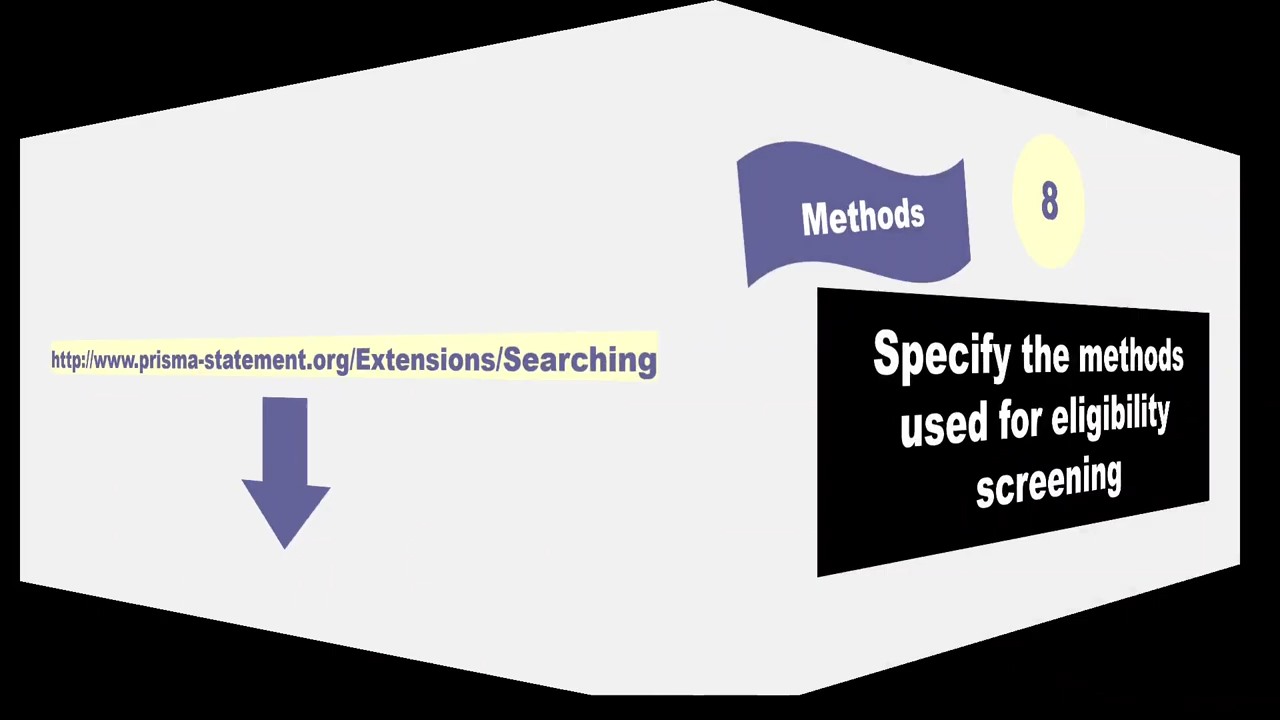 http://www.prisma-statement.org/Extensions/Searching
Methods
8
Specify the methods
used for eligibility
screening